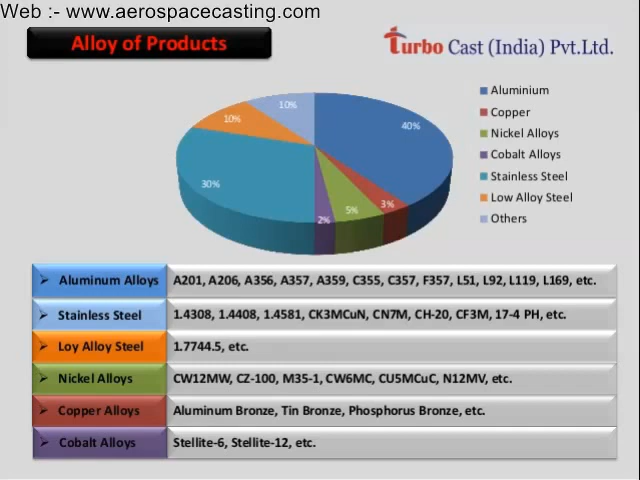 Web :- www.aerospacecasting.com
Alloy of Products
Turbo Cast (India) Pvt.Ltd.
10%
10%
40%
30%
2%
5%
3%
Aluminium
Copper
Nickel Alloys
Cobalt Alloys
Stainless Steel
Low Alloy Steel
Others
Aluminum Alloys A201, A206, A356, A357, A359, C355, C357, F357, L51, L92, L119, L169, etc.
Stainless Steel 1.4308, 1.4408, 1.4581, CK3MCuN, CN7M, CH-20, CF3M, 17-4 PH, etc.
Loy Alloy Steel 1.7744.5, etc.
Nickel Alloys CW12MW, CZ-100, M35-1, CW6MC, CU5MCuC, N12MV, etc.
Copper Alloys Aluminum Bronze, Tin Bronze, Phosphorus Bronze, etc.
Cobalt Alloys Stellite-6, Stellite-12, etc.